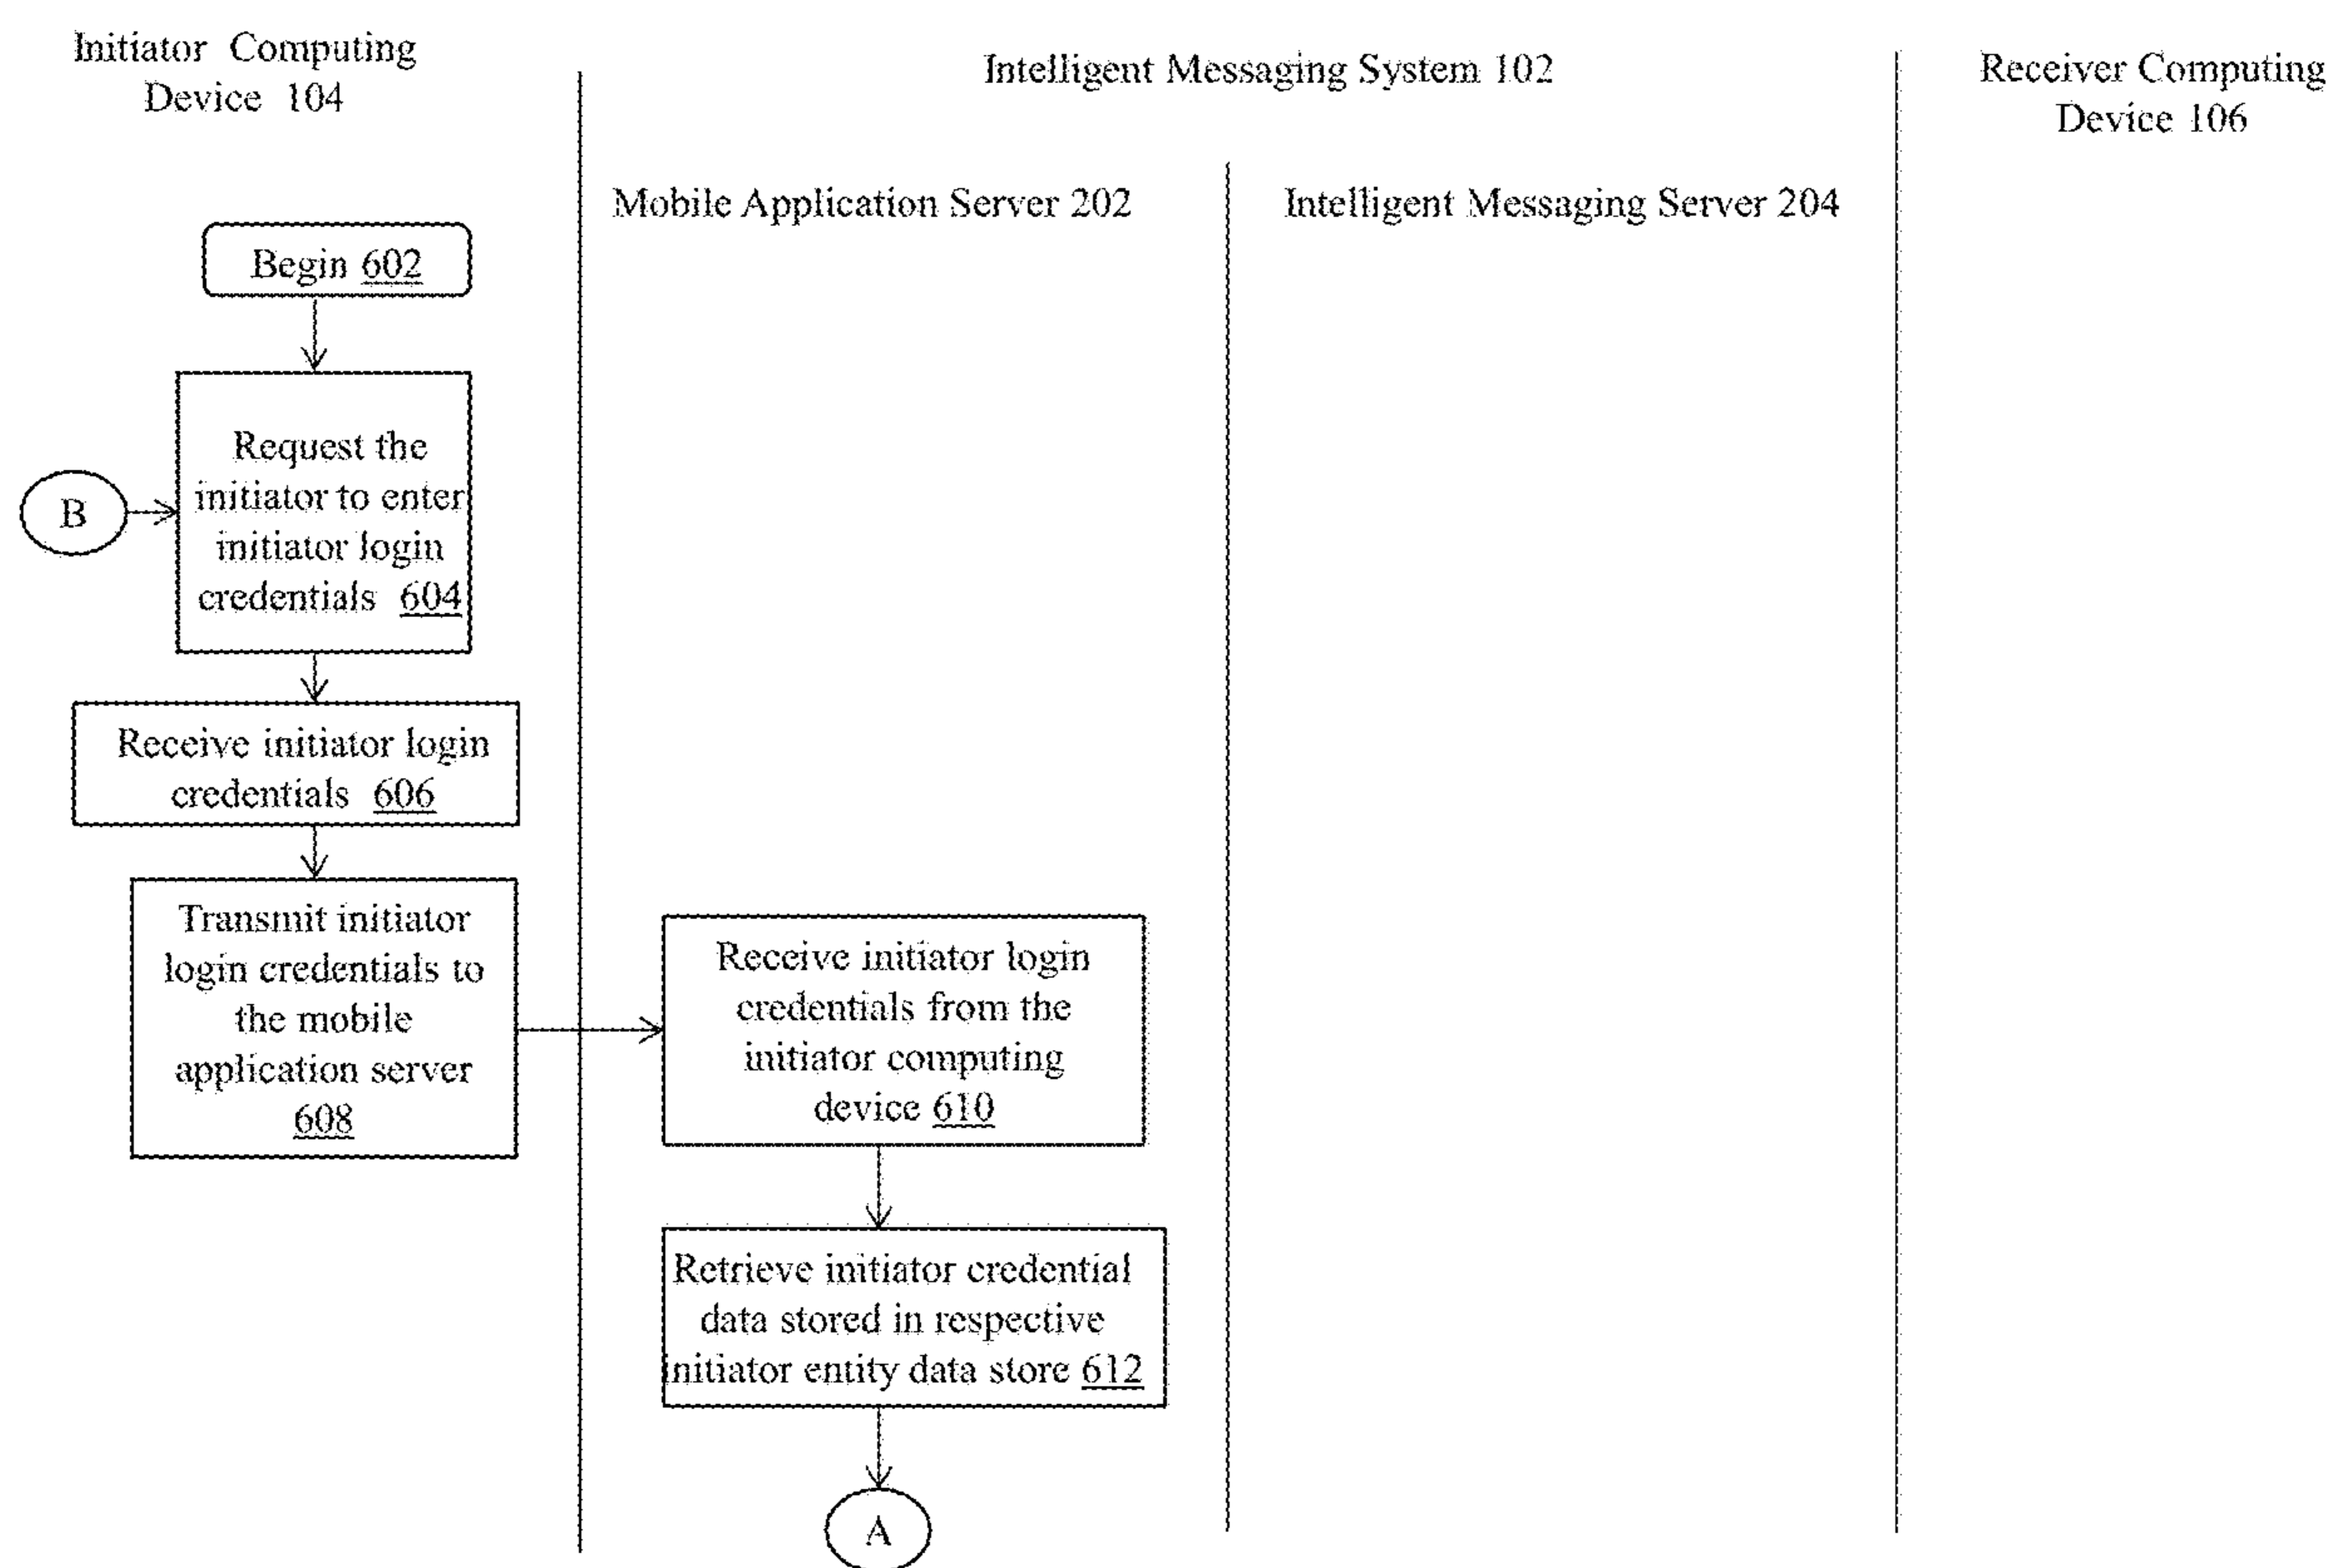 Initiator Computing
Device 104
Intelligent Messaging System 102
Receiver Computing
Device 106
Mobile Application Server 202
Intelligent Messaging Server 204
Begin 602
Request the
initiator to enter
initiator login
credentials 604
B
Receive initiator login
credentials 606
Transmit initiator
login credentials to
the mobile
application server
608
Receive initiator login
credentials from the
initiator computing
device 610
Retrieve initiator credential
data stored in respective
initiator entity data store 612
A